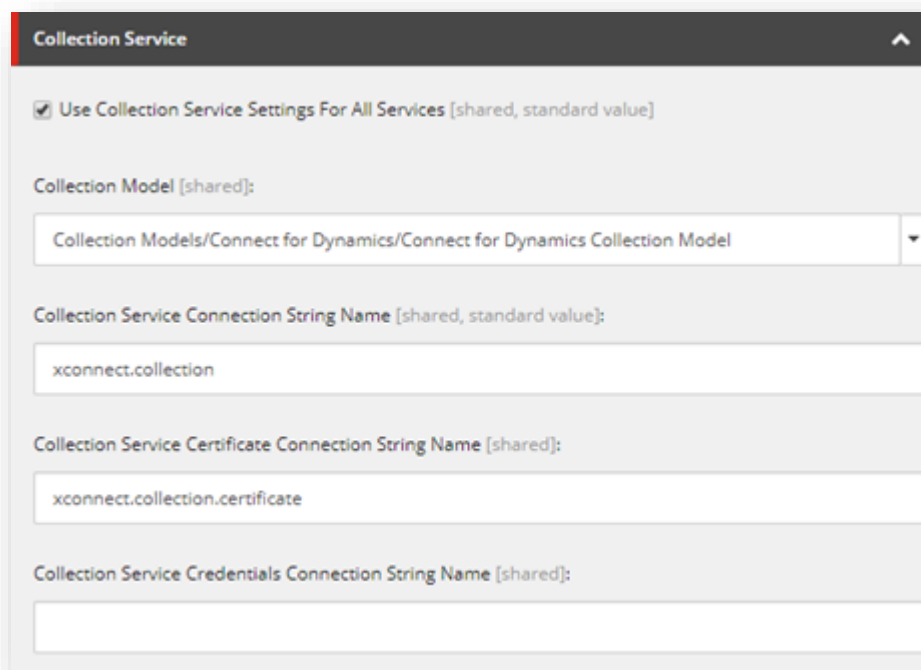 Collection Service
Use Collection Service Settings For All Services [shared, standard value]
Collection Model [shared]:
Collection Models/Connect for Dynamics/Connect for Dynamics Collection Model
Collection Service Connection String Name [shared, standard value]:
xconnect.collection
Collection Service Certificate Connection String Name [shared]:
xconnect.collection.certificate
Collection Service Credentials Connection String Name [shared]: